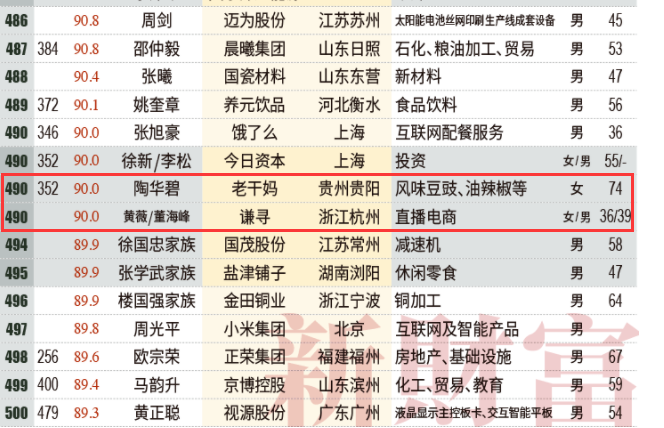 486 90.8 周剑 迈为股份 江苏苏州 太阳能电池丝网印刷生产线成套设备 男 45
487 384 90.8 邵仲毅 晨曦集团 山东日照 石化、粮油加工、贸易 男 53
488 90.4 张曦 国瓷材料 山东东营 新材料 男 47
489 372 90.1 姚奎章 养元饮品 河北衡水 食品饮料 男 56
490 346 90.0 张旭豪 饿了么 上海 互联网配餐服务 男 36
490 352 90.0 徐新/李松 今日资本 上海 投资 女/男 55/-
490 352 90.0 陶华碧 老干妈 贵州贵阳 风味豆豉、油辣椒等 女 74
490 90.0 黄薇/董海峰 谦寻 浙江杭州 直播电商 女/男 36/39
494 89.9 徐国忠家族 国茂股份 江苏常州 减速机 男 58
495 89.9 张学武家族 盐津铺子 湖南浏阳 休闲零食 男 47
496 89.9 楼国强家族 金田铜业 浙江宁波 铜加工 男 64
497 89.8 周光平 小米集团 北京 互联网及智能产品 男
498 256 89.6 欧宗荣 正荣集团 福建福州 房地产、基础设施 男 67
499 400 89.4 马韵升 京博控股 山东滨州 化工、贸易、教育 男 59
500 479 89.3 黄正聪 视源股份 广东广州 液晶显示主控板卡、交互智能平板 男 54
新财富